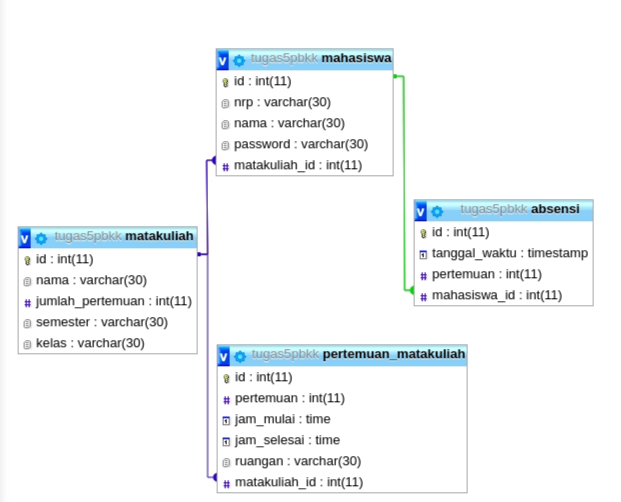 tugas5pbkk mahasiswa
id : int(11)
nrp : varchar(30)
nama : varchar(30)
password : varchar(30)
# matakuliah_id : int(11)
tugas5pbkk matakuliah
id : int(11)
nama : varchar(30)
# jumlah_pertemuan : int(11)
semester : varchar(30)
kelas : varchar(30)
tugas5pbkk absensi
id : int(11)
tanggal_waktu : timestamp
# pertemuan : int(11)
# mahasiswa_id : int(11)
tugas5pbkk pertemuan_matakuliah
id : int(11)
# pertemuan : int(11)
jam_mulai : time
jam_selesai : time
ruangan : varchar(30)
# matakuliah_id : int(11)